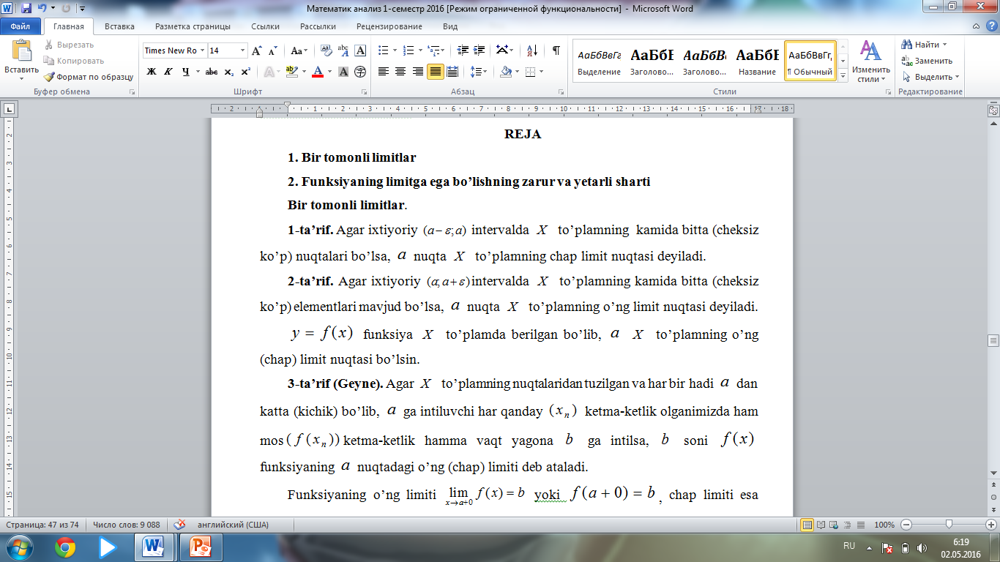 Математик анализ 1-семестр 2016 [Режим ограниченной функциональности] - Microsoft Word
Файл Главная Вставка Разметка страницы Ссылки Рассылки Рецензирование Вид
Вставить
Вырезать
Копировать
Формат по образцу
Буфер обмена
Times New Ro 14
Ж К Ч abc x₂ x²
Шрифт
Абзац
АаБбВвГг АаБбВ АаБбВв АаБбВ АаБбВвГг,
Выделение Заголово... Заголово... Название ¶ Обычный
Стили
Изменить стили
Найти
Заменить
Выделить
Редактирование
REJA
1. Bir tomonli limitlar
2. Funksiyaning limitga ega bo’lishning zarur va yetarli sharti
Bir tomonli limitlar.
1-ta’rif. Agar ixtiyoriy (a − ε; a) intervalda X to’plamning kamida bitta (cheksiz
ko’p) nuqtalari bo’lsa, a nuqta X to’plamning chap limit nuqtasi deyiladi.
2-ta’rif. Agar ixtiyoriy (a; a + ε) intervalda X to’plamning kamida bitta (cheksiz
ko’p) elementlari mavjud bo’lsa, a nuqta X to’plamning o’ng limit nuqtasi deyiladi.
y = f(x) funksiya X to’plamda berilgan bo’lib, a X to’plamning o’ng
(chap) limit nuqtasi bo’lsin.
3-ta’rif (Geyne). Agar X to’plamning nuqtalaridan tuzilgan va har bir hadi a dan
katta (kichik) bo’lib, a ga intiluvchi har qanday (xₙ) ketma-ketlik olganimizda ham
mos (f(xₙ)) ketma-ketlik hamma vaqt yagona b ga intilsa, b soni f(x)
funksiyaning a nuqtadagi o’ng (chap) limiti deb ataladi.
Funksiyaning o’ng limiti lim x→a+0 f(x) = b yoki f(a + 0) = b, chap limiti esa
Страница: 47 из 74 Число слов: 9 088 английский (США) 100%
RU 6:19
02.05.2016